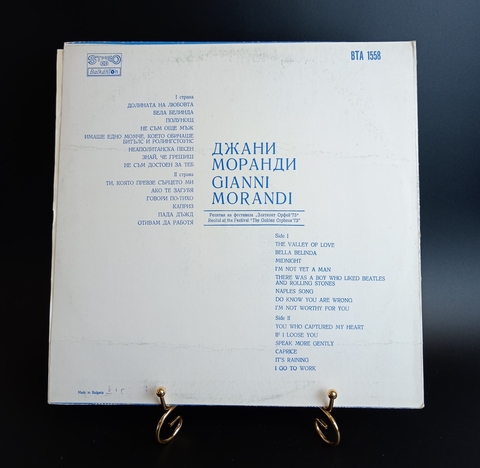 STEREO
Balkanton
BTA 1558
I страна
ДОЛИНАТА НА ЛЮБОВТА
БЕЛА БЕЛИНДА
ПОЛУНОЩ
НЕ СЪМ ОЩЕ МЪЖ
ИМАШЕ ЕДНО МОМЧЕ, КОЕТО ОБИЧАШЕ
БИТЪЛС И РОЛИНГСТОУНС
НЕАПОЛИТАНСКА ПЕСЕН
ЗНАЙ, ЧЕ ГРЕШИШ
НЕ СЪМ ДОСТОЕН ЗА ТЕБ
II страна
ТИ, КОЯТО ПРЕВЗЕ СЪРЦЕТО МИ
АКО ТЕ ЗАГУБЯ
ГОВОРИ ПО-ТИХО
КАПРИЗ
ПАДА ДЪЖД
ОТИВАМ ДА РАБОТЯ
ДЖАНИ
МОРАНДИ
GIANNI
MORANDI
Рецитал на фестивала „Златният Орфей'73"
Recital at the Festival "The Golden Orpheus'73"
Side I
THE VALLEY OF LOVE
BELLA BELINDA
MIDNIGHT
I'M NOT YET A MAN
THERE WAS A BOY WHO LIKED BEATLES
AND ROLLING STONES
NAPLES SONG
DO KNOW YOU ARE WRONG
I'M NOT WORTHY FOR YOU
Side II
YOU WHO CAPTURED MY HEART
IF I LOOSE YOU
SPEAK MORE GENTLY
CAPRICE
IT'S RAINING
I GO TO WORK
Made in Bulgaria